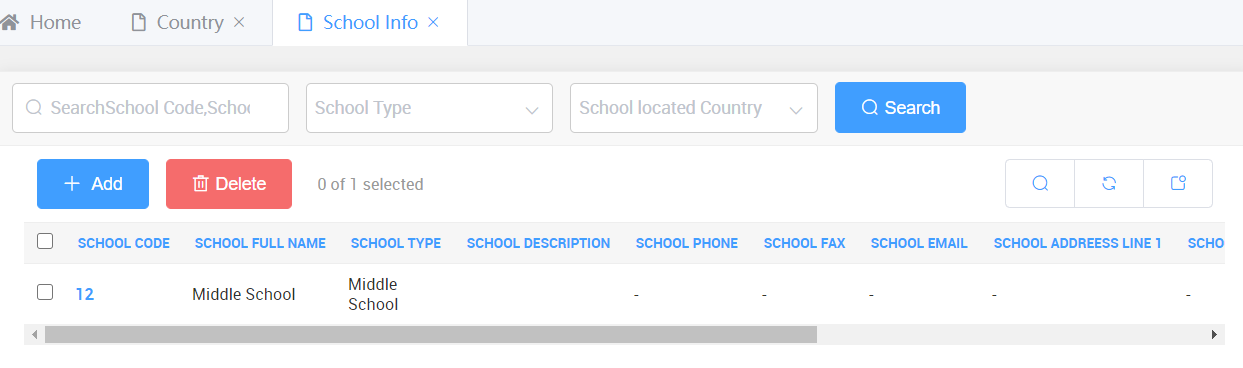 Home Country School Info
SearchSchool Code,Schoo School Type School located Country Search
Add Delete 0 of 1 selected
SCHOOL CODE SCHOOL FULL NAME SCHOOL TYPE SCHOOL DESCRIPTION SCHOOL PHONE SCHOOL FAX SCHOOL EMAIL SCHOOL ADDREESS LINE 1 SCHO
12 Middle School Middle School - - - - -